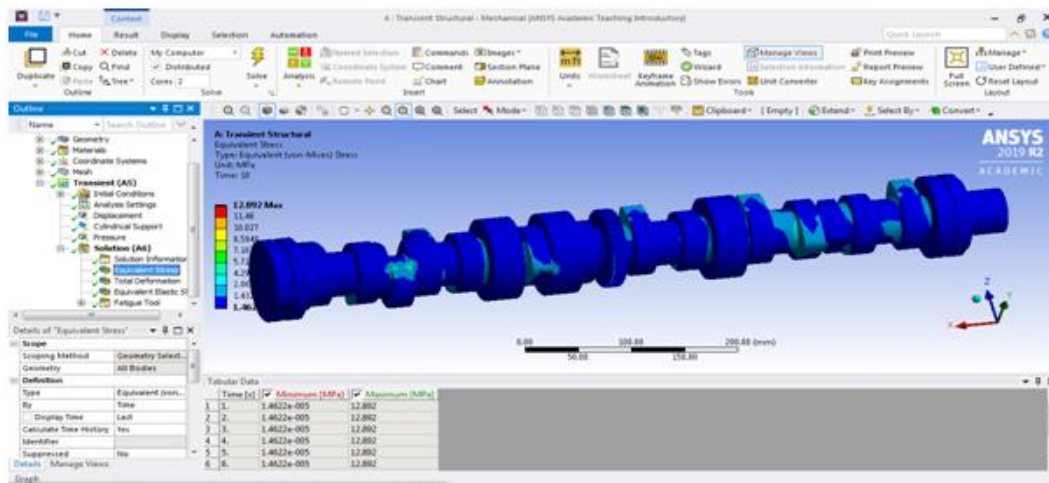 A : Transient Structural - Mechanical [ANSYS Academic Teaching Introductory]
Context
File Home Result Display Selection Automation
Quick Launch
Duplicate
Cut
Copy
Paste
Delete
Find
Tree
Outline
My Computer
Distributed
Cores 2
Solve
Solve
Analysis
Named Selection
Coordinate System
Remote Point
Commands
Comment
Chart
Images
Section Plane
Annotation
Insert
Units
Worksheet
Keyframe Animation
Tags
Wizard
Show Errors
Manage Views
Selection Information
Unit Converter
Print Preview
Report Preview
Key Assignments
Tools
Full Screen
Manage
User Defined
Reset Layout
Layout
Outline
Name Search Outline
Select Mode Clipboard [Empty] Extend Select By Convert
Geometry
Materials
Coordinate Systems
Mesh
Transient (A5)
Initial Conditions
Analysis Settings
Displacement
Cylindrical Support
Pressure
Solution (A6)
Solution Information
Equivalent Stress
Total Deformation
Equivalent Elastic
Fatigue Tool
A: Transient Structural
Equivalent Stress
Type: Equivalent (von-Mises) Stress
Unit: MPa
Time: 10
12.892 Max
11.46
10.027
ANSYS
2019 R2
ACADEMIC
Z
Y
X
0.00 100.00 200.00 (mm)
50.00 150.00
Details of "Equivalent Stress"
Scope
Scoping Method Geometry Select...
Geometry All Bodies
Definition
Type Equivalent (von...
By Time
Display Time Last
Calculate Time History Yes
Identifier
Suppressed No
Details Manage Views
Graph
Tabular Data
Time [s] Minimum [MPa] Maximum [MPa]
1 1. 1.4622e-005 12.892
2 2. 1.4622e-005 12.892
3 3. 1.4622e-005 12.892
4 4. 1.4622e-005 12.892
5 5. 1.4622e-005 12.892
6 6. 1.4622e-005 12.892